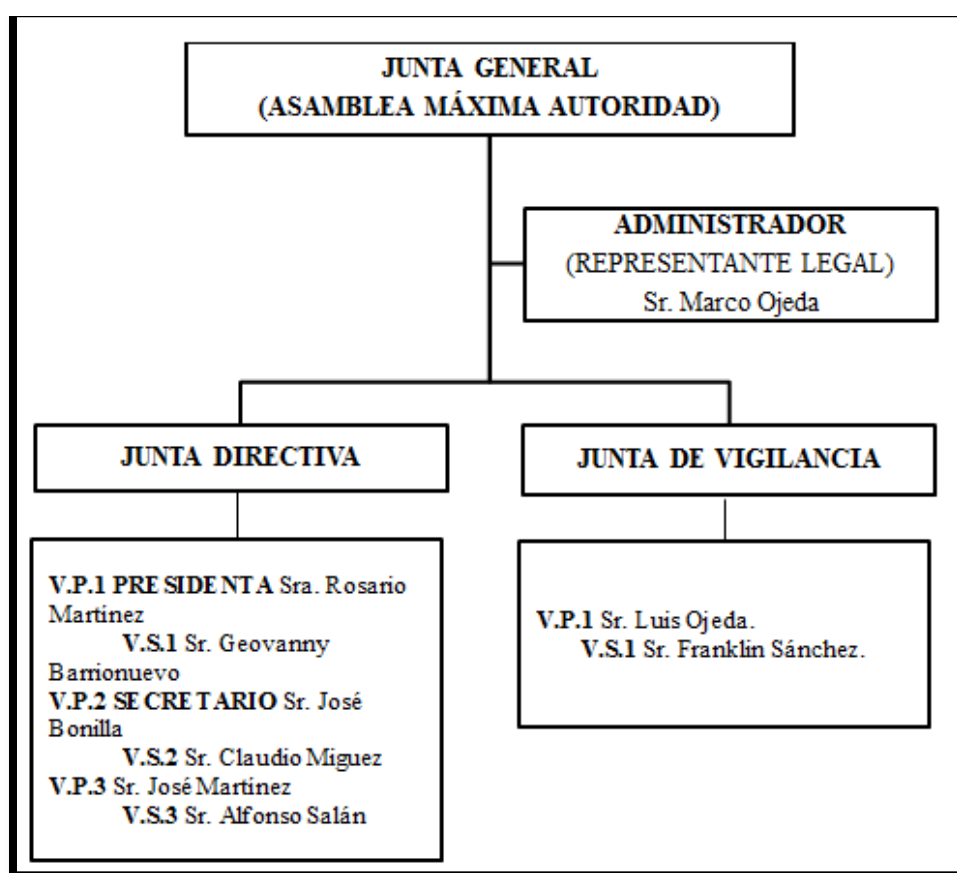 JUNTA GENERAL
(ASAMBLEA MÁXIMA AUTORIDAD)
ADMINISTRADOR
(REPRESENTANTE LEGAL)
Sr. Marco Ojeda
JUNTA DIRECTIVA
JUNTA DE VIGILANCIA
V.P.1 PRESIDENTA Sra. Rosario
Martínez
V.S.1 Sr. Geovanny
Barrionuevo
V.P.2 SECRETARIO Sr. José
Bonilla
V.S.2 Sr. Claudio Miguez
V.P.3 Sr. José Martínez
V.S.3 Sr. Alfonso Salán
V.P.1 Sr. Luis Ojeda.
V.S.1 Sr. Franklin Sánchez.